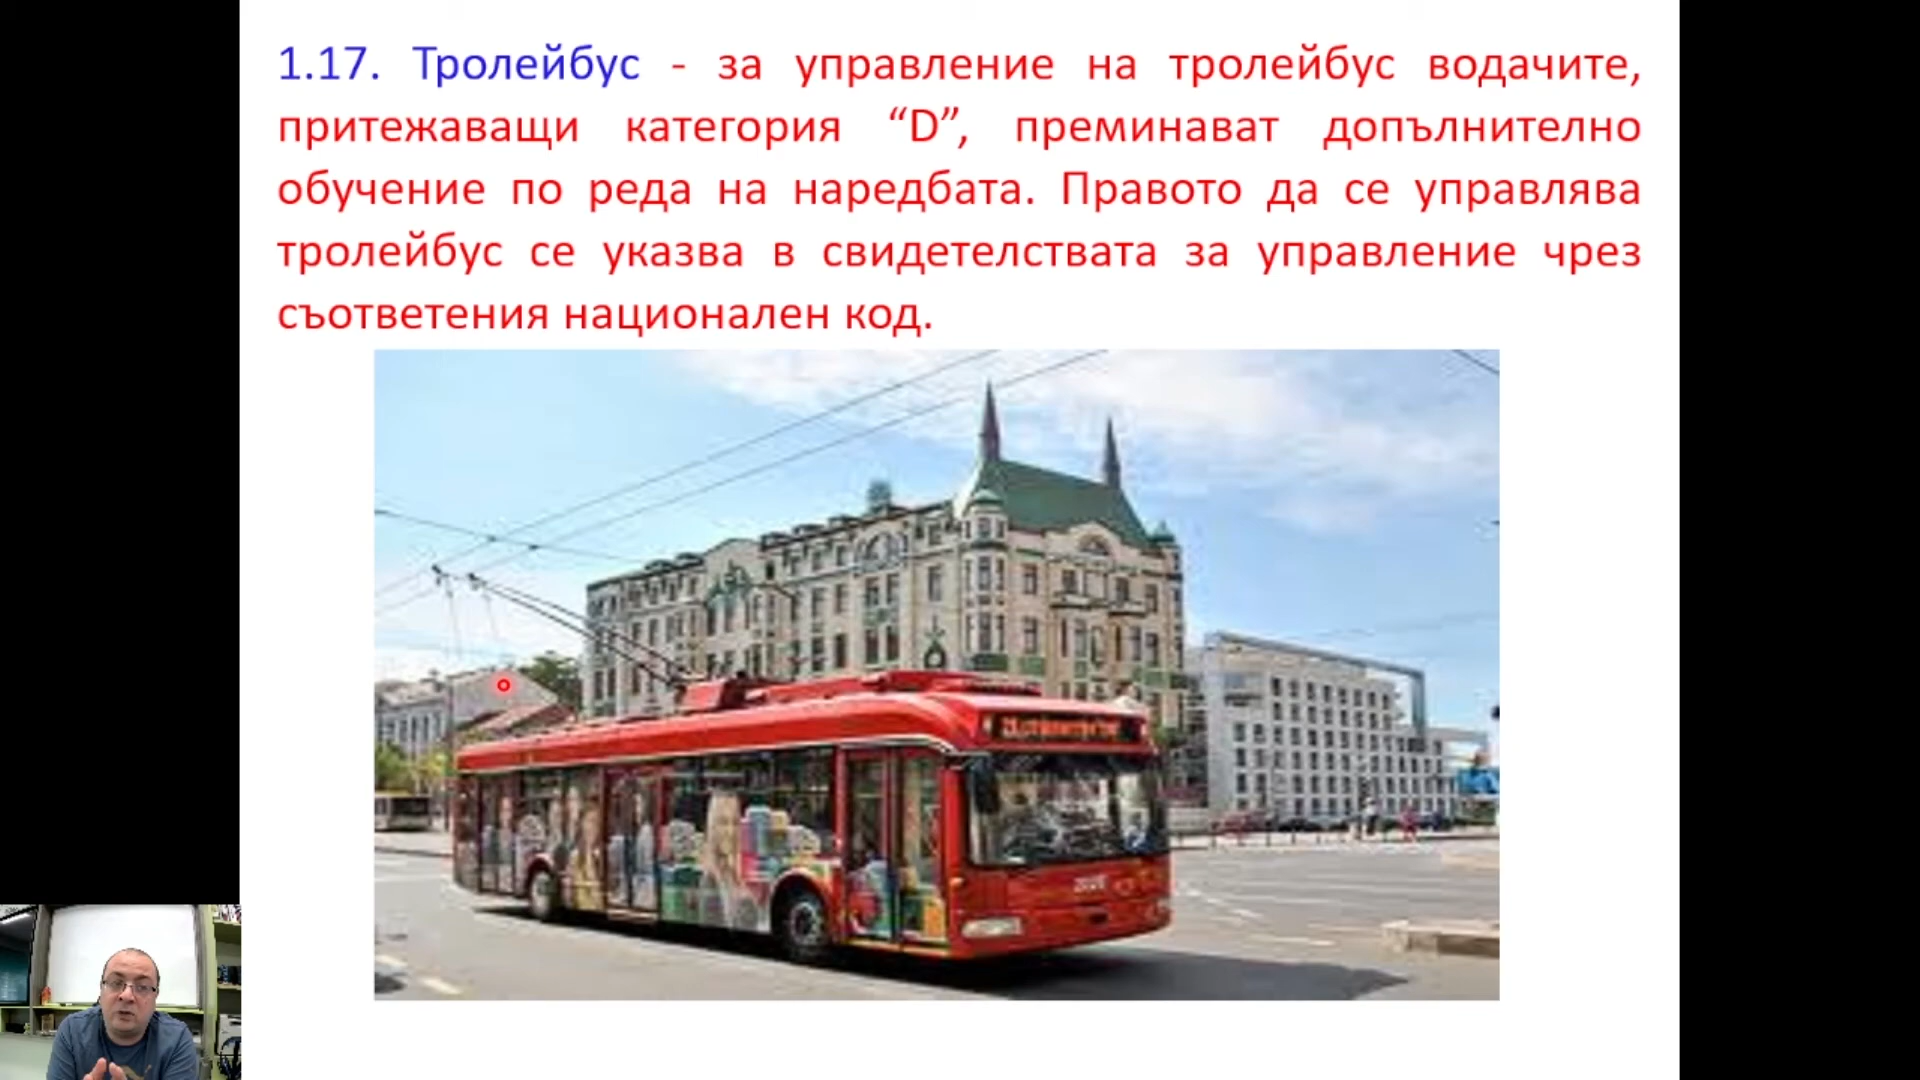 1.17. Тролейбус - за управление на тролейбус водачите,
притежаващи категория “D”, преминават допълнително
обучение по реда на наредбата. Правото да се управлява
тролейбус се указва в свидетелствата за управление чрез
съответения национален код.